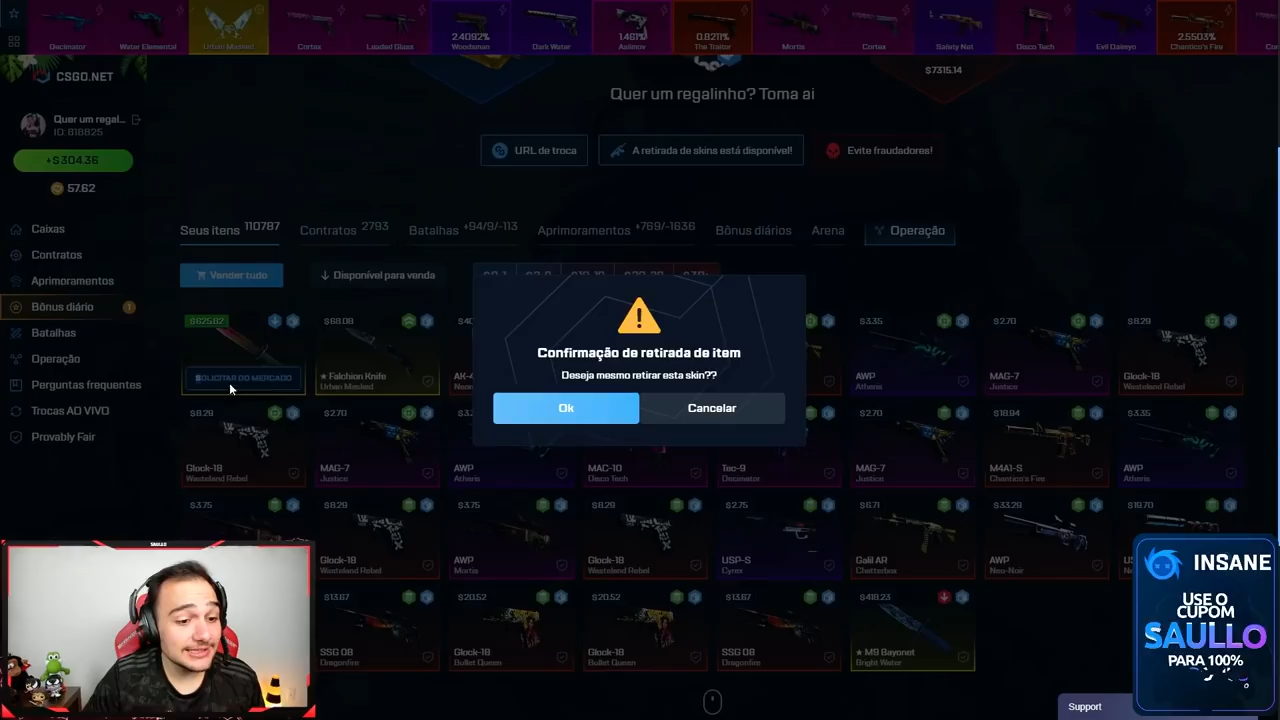 Decimator
Water Elemental
Urban Masked
Cortex
Leaded Glass
2.4092%
Woodsman
Dark Water
1.461%
Asiimov
0.8211%
The Traitor
Mortis
Cortex
Safety Net
Disco Tech
Evil Daimyo
2.5503%
Chantico's Fire
CSGO.NET
$7315.14
Quer um regalinho? Toma ai
Quer um regal...
ID: 818825
+$304.36
57.62
URL de troca
A retirada de skins está disponível!
Evite fraudadores!
Caixas
Contratos
Aprimoramentos
Bônus diário
1
Batalhas
Operação
Perguntas frequentes
Trocas AO VIVO
Provably Fair
Seus itens 110787
Contratos 2793
Batalhas +94/9/-113
Aprimoramentos +769/-1636
Bônus diários
Arena
Operação
Vender tudo
Disponível para venda
Confirmação de retirada de item
Deseja mesmo retirar esta skin??
Ok
Cancelar
$625.62
SOLICITAR DO MERCADO
$68.08
★ Falchion Knife
Urban Masked
$3.35
AWP
Atheris
$2.70
MAG-7
Justice
$8.29
Glock-18
Wasteland Rebel
$8.29
Glock-18
Wasteland Rebel
$2.70
MAG-7
Justice
AWP
Atheris
MAC-10
Disco Tech
Tec-9
Decimator
$2.70
MAG-7
Justice
$18.94
M4A1-S
Chantico's Fire
$3.35
AWP
Atheris
$3.75
$8.29
Glock-18
Wasteland Rebel
$3.75
AWP
Mortis
$8.29
Glock-18
Wasteland Rebel
$2.75
USP-S
Cyrex
$6.71
Galil AR
Chatterbox
$33.29
AWP
Neo-Noir
$19.70
$13.67
SSG 08
Dragonfire
$20.52
Glock-18
Bullet Queen
$20.52
Glock-18
Bullet Queen
$13.67
SSG 08
Dragonfire
$418.23
★ M9 Bayonet
Bright Water
SAULLO
INSANE
USE O
CUPOM
SAULLO
PARA 100%
Support